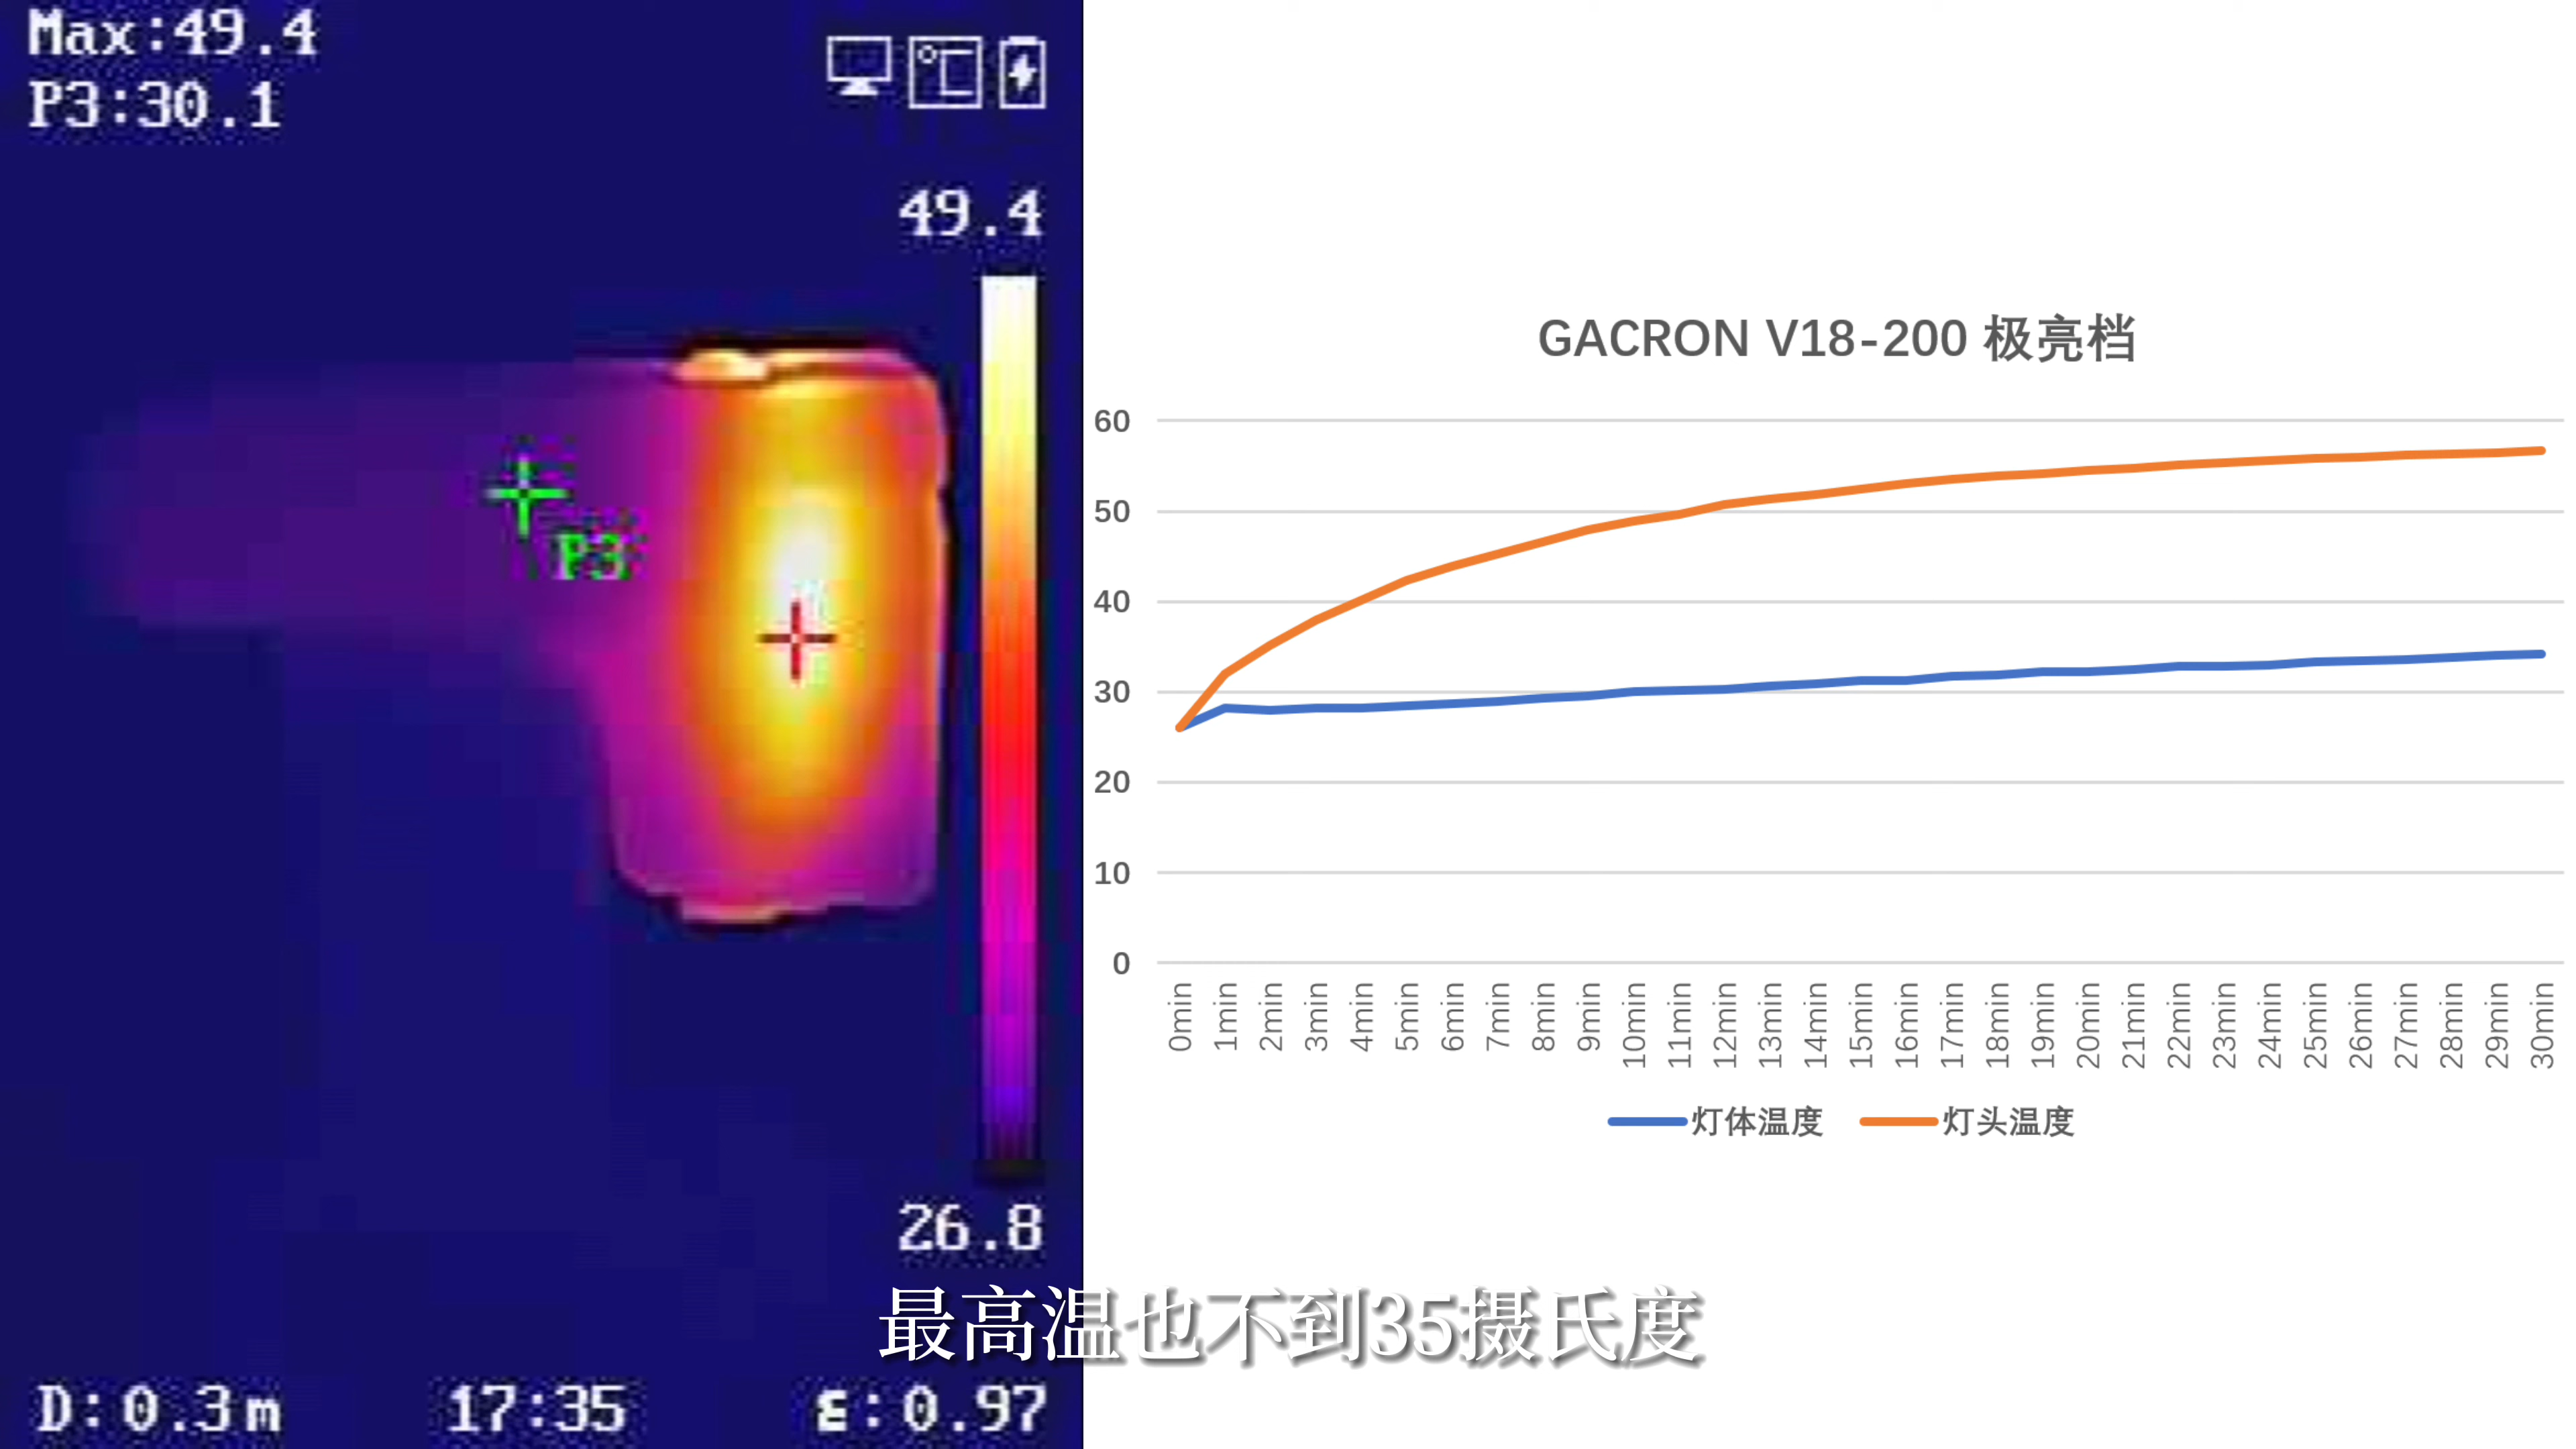 Max:49.4
P3:30.1
49.4
P3
26.8
D:0.3m 17:35 ε:0.97
GACRON V18-200 极亮档
60
50
40
30
20
10
0
0min 1min 2min 3min 4min 5min 6min 7min 8min 9min 10min 11min 12min 13min 14min 15min 16min 17min 18min 19min 20min 21min 22min 23min 24min 25min 26min 27min 28min 29min 30min
灯体温度 灯头温度
最高温也不到35摄氏度